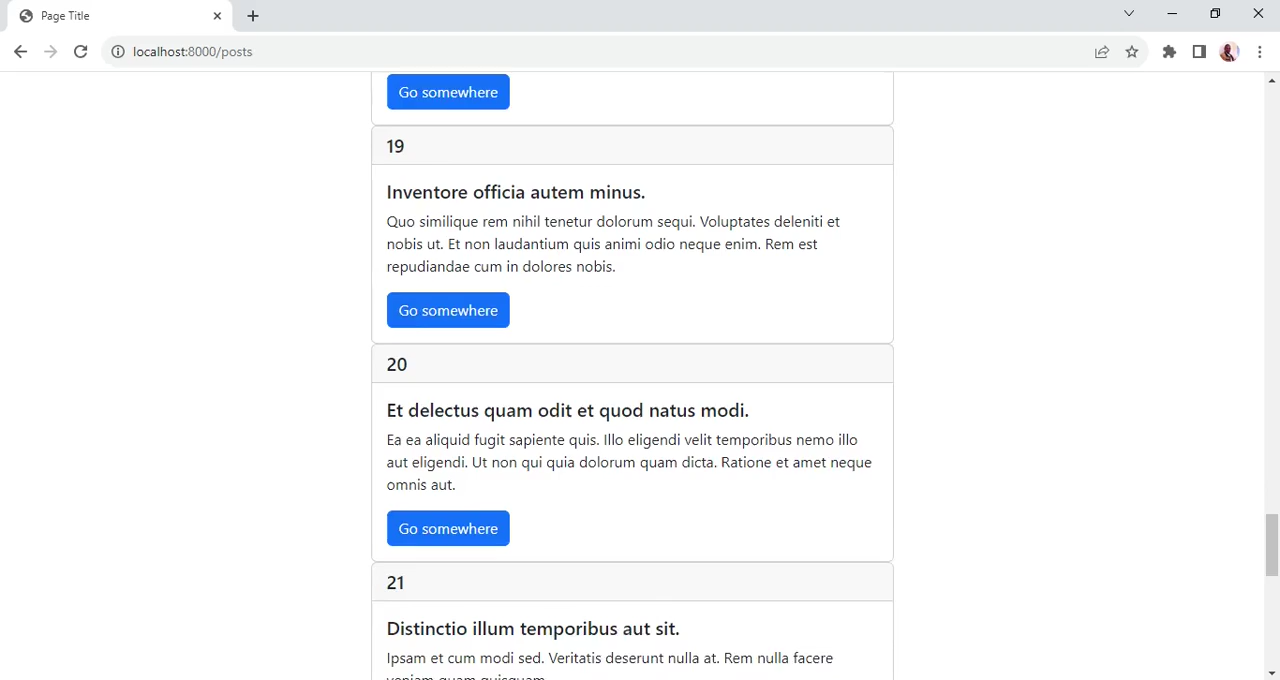 Page Title
localhost:8000/posts
Go somewhere
19
Inventore officia autem minus.
Quo similique rem nihil tenetur dolorum sequi. Voluptates deleniti et
nobis ut. Et non laudantium quis animi odio neque enim. Rem est
repudiandae cum in dolores nobis.
Go somewhere
20
Et delectus quam odit et quod natus modi.
Ea ea aliquid fugit sapiente quis. Illo eligendi velit temporibus nemo illo
aut eligendi. Ut non qui quia dolorum quam dicta. Ratione et amet neque
omnis aut.
Go somewhere
21
Distinctio illum temporibus aut sit.
Ipsam et cum modi sed. Veritatis deserunt nulla at. Rem nulla facere
veniam quam quisquam